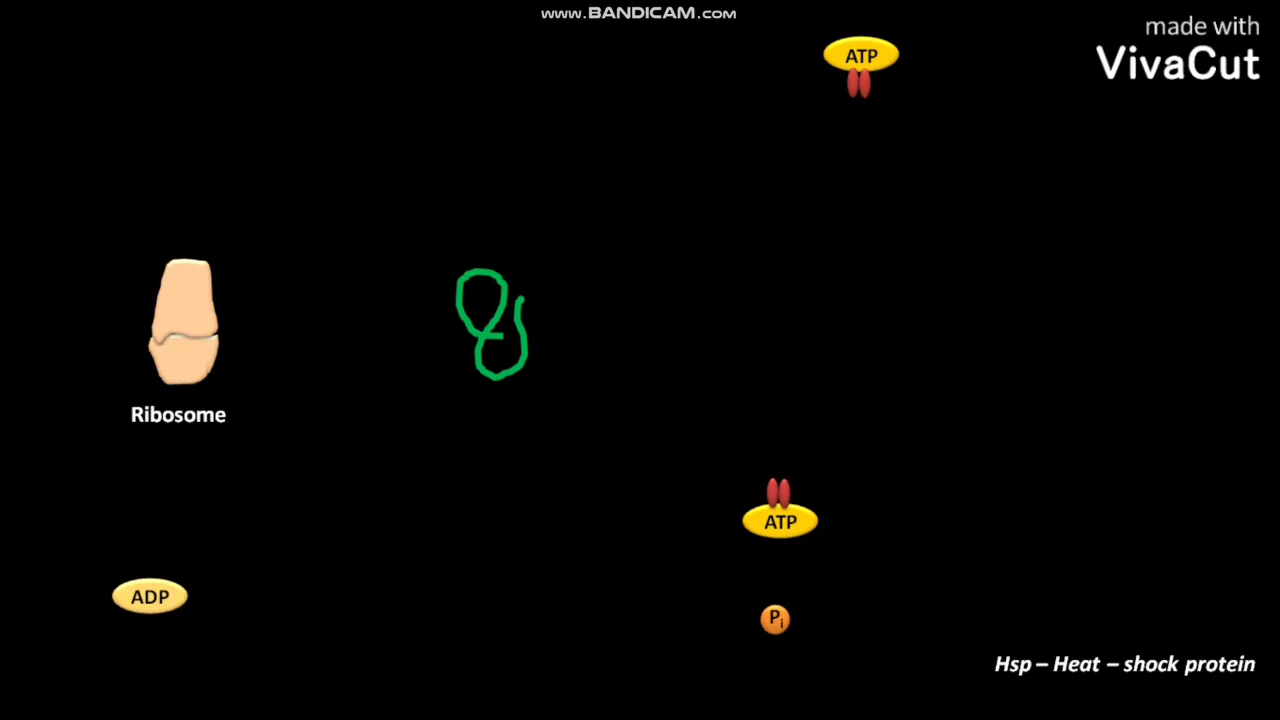 www.BANDICAM.com
made with
VivaCut
ATP
Ribosome
ATP
ADP
Pi
Hsp – Heat – shock protein